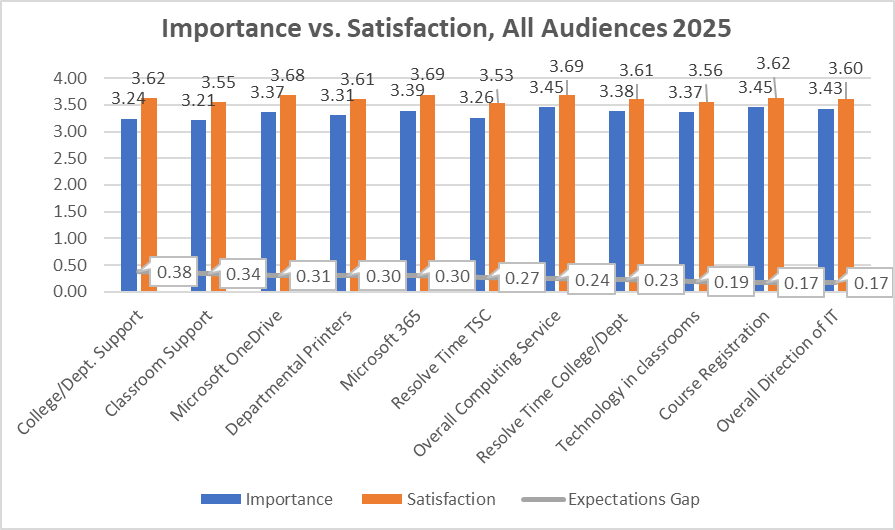 Importance vs. Satisfaction, All Audiences 2025
4.00
3.50
3.00
2.50
2.00
1.50
1.00
0.50
0.00
3.24
3.21
3.37
3.31
3.39
3.26
3.45
3.38
3.37
3.45
3.43
3.62
3.55
3.68
3.61
3.69
3.53
3.69
3.61
3.56
3.62
3.60
0.38
0.34
0.31
0.30
0.30
0.27
0.24
0.23
0.19
0.17
0.17
College/Dept. Support
Classroom Support
Microsoft OneDrive
Departmental Printers
Microsoft 365
Resolve Time TSC
Overall Computing Service
Resolve Time College/Dept
Technology in classrooms
Course Registration
Overall Direction of IT
Importance
Satisfaction
Expectations Gap